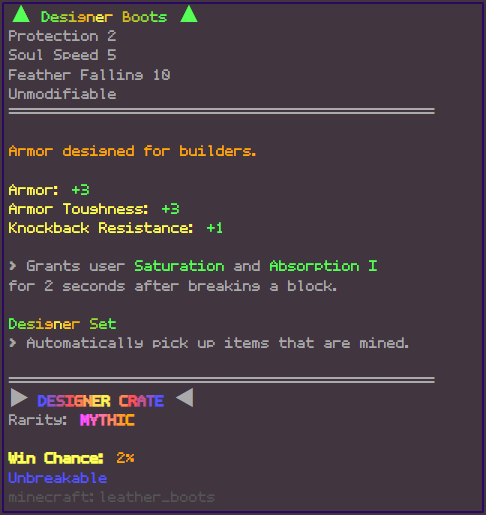 ▲ Designer Boots ▲
Protection 2
Soul Speed 5
Feather Falling 10
Unmodifiable
Armor designed for builders.
Armor: +3
Armor Toughness: +3
Knockback Resistance: +1
> Grants user Saturation and Absorption I
for 2 seconds after breaking a block.
Designer Set
> Automatically pick up items that are mined.
▶ DESIGNER CRATE ◀
Rarity: MYTHIC
Win Chance: 2%
Unbreakable
minecraft:leather_boots